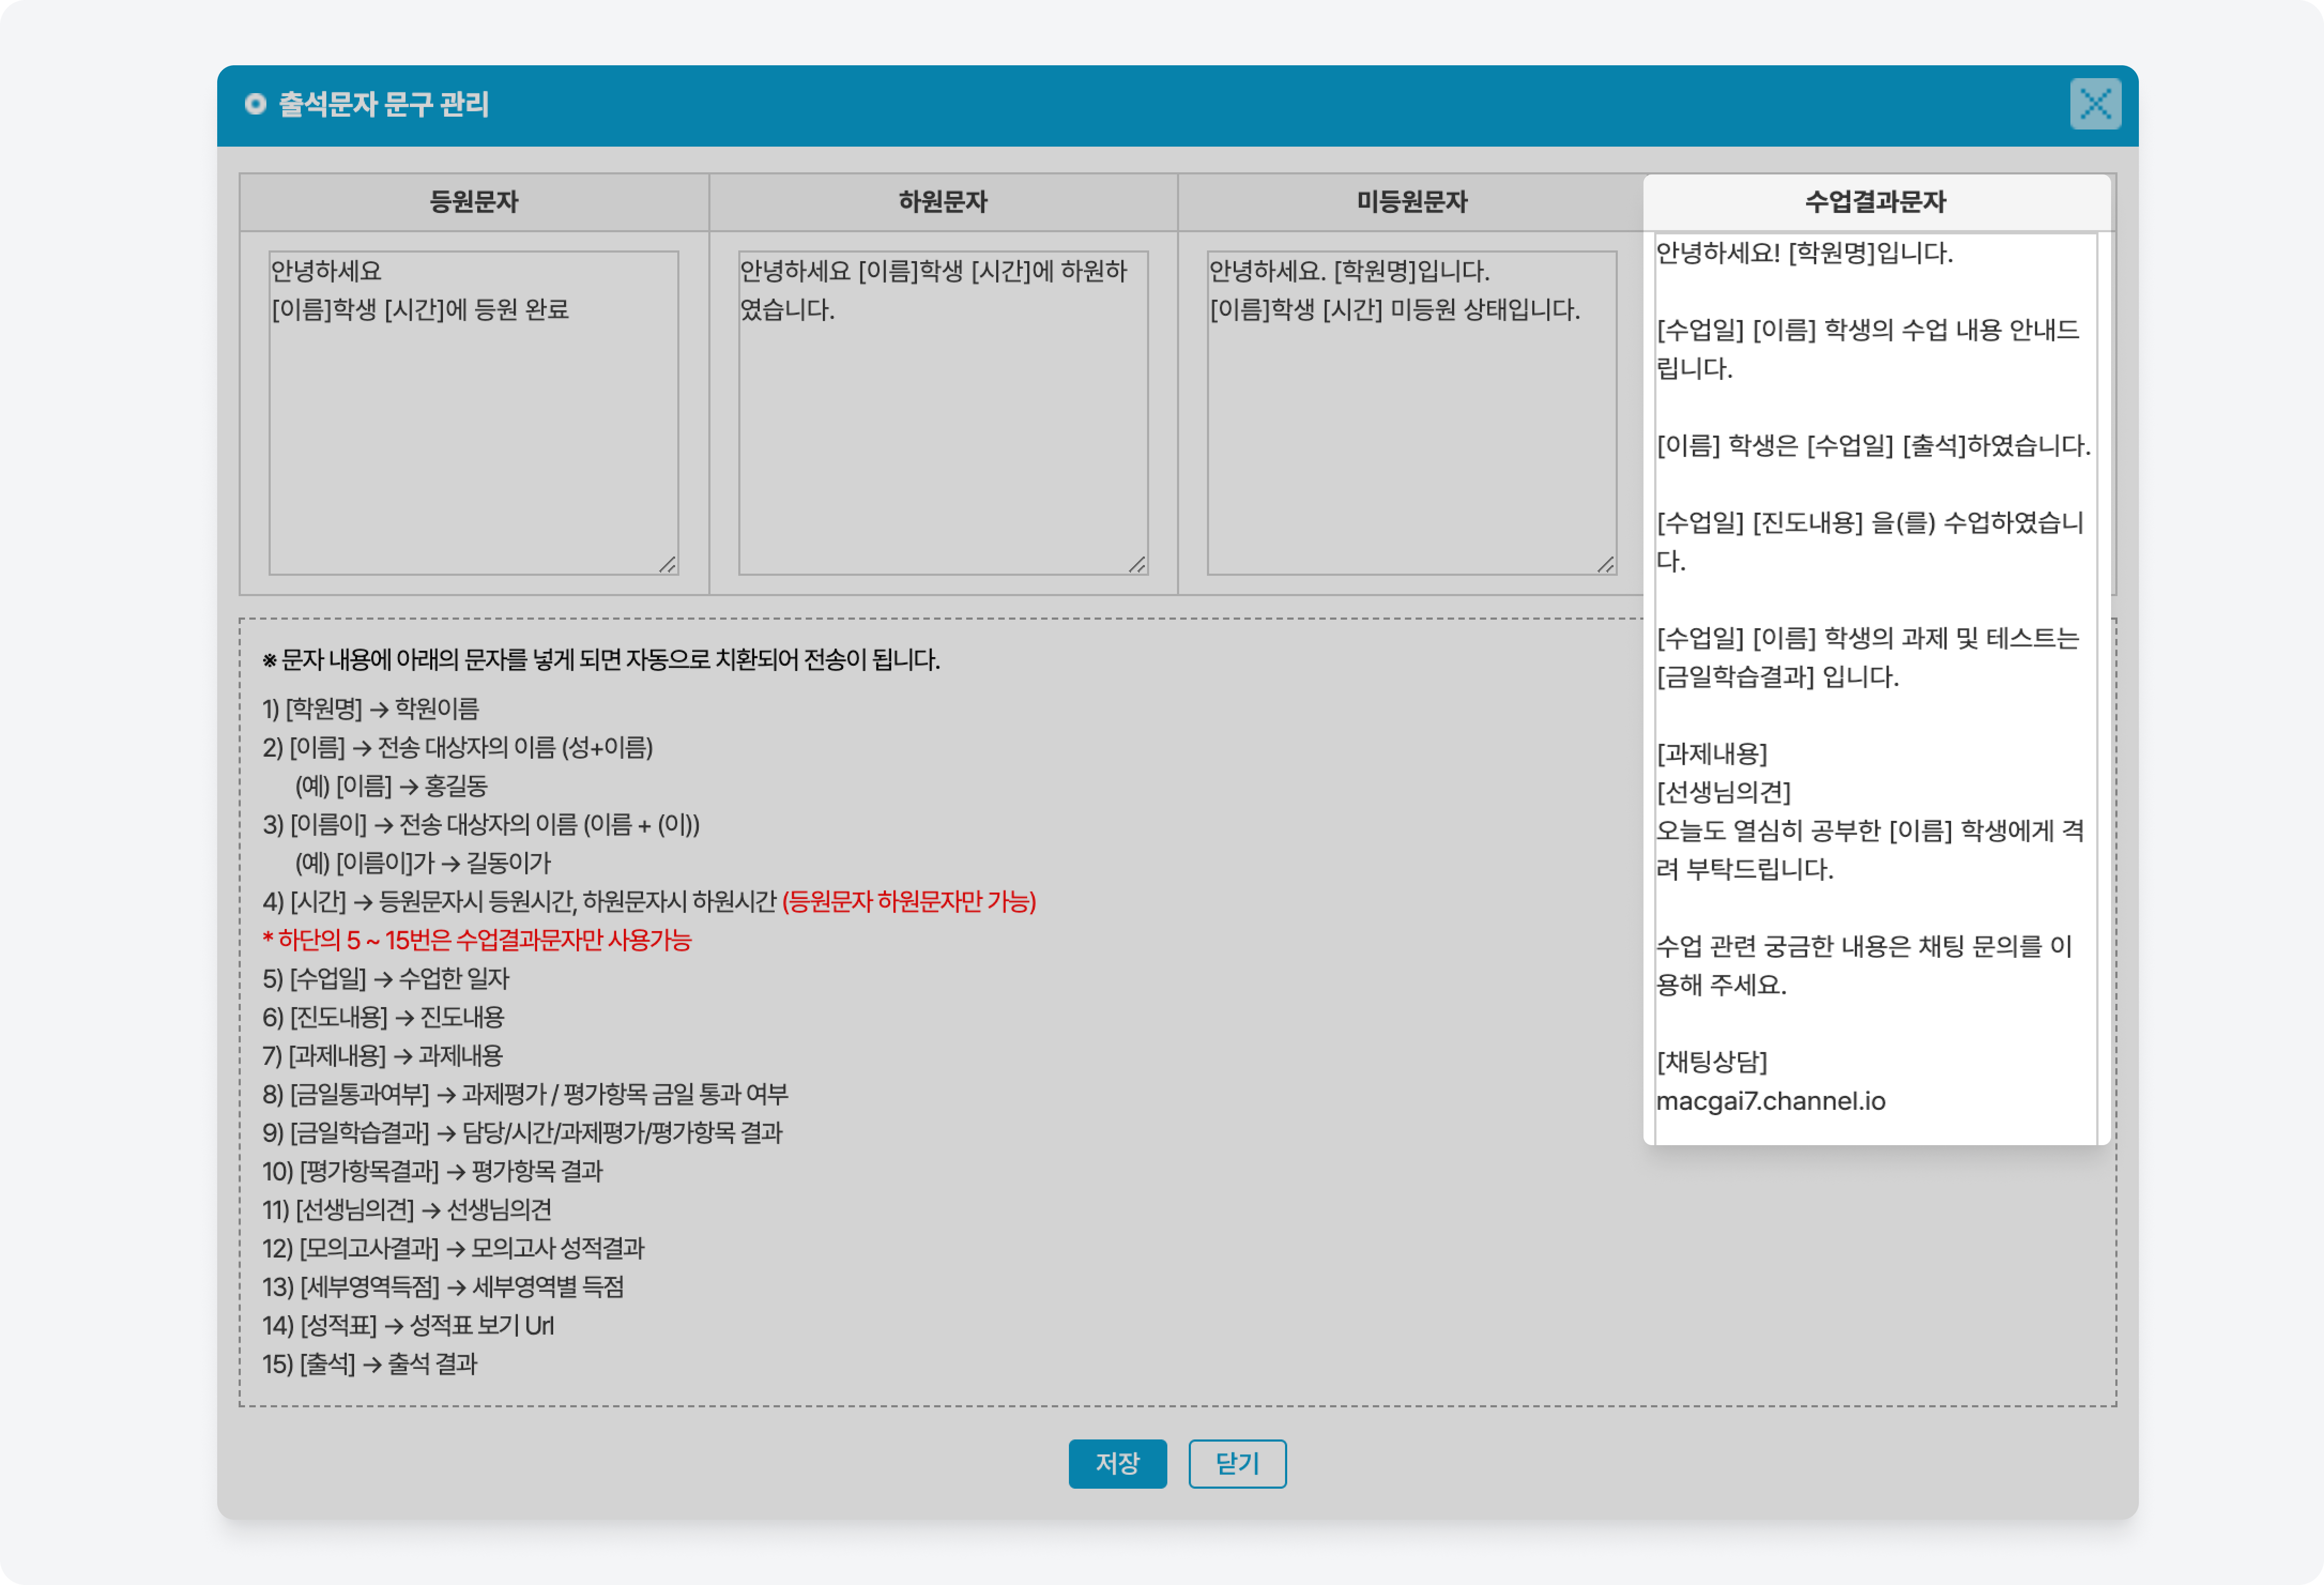 출석문자 문구 관리
등원문자
하원문자
미등원문자
수업결과문자
안녕하세요
[이름]학생 [시간]에 등원 완료
안녕하세요 [이름]학생 [시간]에 하원하
였습니다.
안녕하세요. [학원명]입니다.
[이름]학생 [시간] 미등원 상태입니다.
안녕하세요! [학원명]입니다.
[수업일] [이름] 학생의 수업 내용 안내드
립니다.
[이름] 학생은 [수업일] [출석]하였습니다.
[수업일] [진도내용] 을(를) 수업하였습니
다.
[수업일] [이름] 학생의 과제 및 테스트는
[금일학습결과] 입니다.
[과제내용]
[선생님의견]
오늘도 열심히 공부한 [이름] 학생에게 격
려 부탁드립니다.
수업 관련 궁금한 내용은 채팅 문의를 이
용해 주세요.
[채팅상담]
macgai7.channel.io
※ 문자 내용에 아래의 문자를 넣게 되면 자동으로 치환되어 전송이 됩니다.
1) [학원명] → 학원이름
2) [이름] → 전송 대상자의 이름 (성+이름)
(예) [이름] → 홍길동
3) [이름이] → 전송 대상자의 이름 (이름 + (이))
(예) [이름이]가 → 길동이가
4) [시간] → 등원문자시 등원시간, 하원문자시 하원시간 (등원문자 하원문자만 가능)
* 하단의 5 ~ 15번은 수업결과문자만 사용가능
5) [수업일] → 수업한 일자
6) [진도내용] → 진도내용
7) [과제내용] → 과제내용
8) [금일통과여부] → 과제평가 / 평가항목 금일 통과 여부
9) [금일학습결과] → 담당/시간/과제평가/평가항목 결과
10) [평가항목결과] → 평가항목 결과
11) [선생님의견] → 선생님의견
12) [모의고사결과] → 모의고사 성적결과
13) [세부영역득점] → 세부영역별 득점
14) [성적표] → 성적표 보기 Url
15) [출석] → 출석 결과
저장
닫기